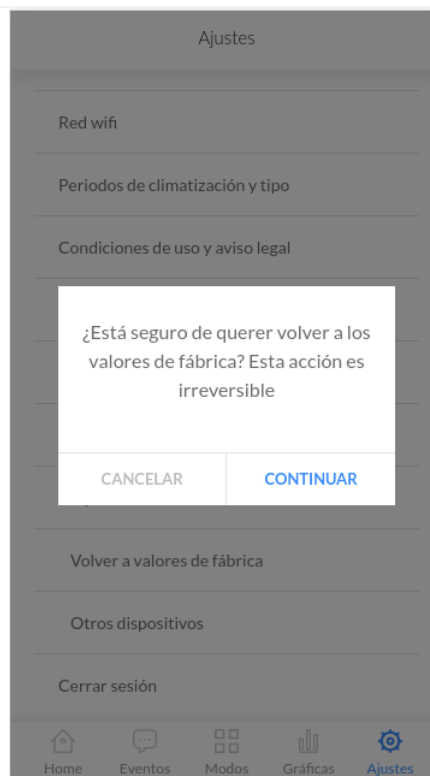 Ajustes
Red wifi
Periodos de climatización y tipo
Condiciones de uso y aviso legal
¿Está seguro de querer volver a los
valores de fábrica? Esta acción es
irreversible
CANCELAR
CONTINUAR
Volver a valores de fábrica
Otros dispositivos
Cerrar sesión
Home Eventos Modos Gráficas Ajustes